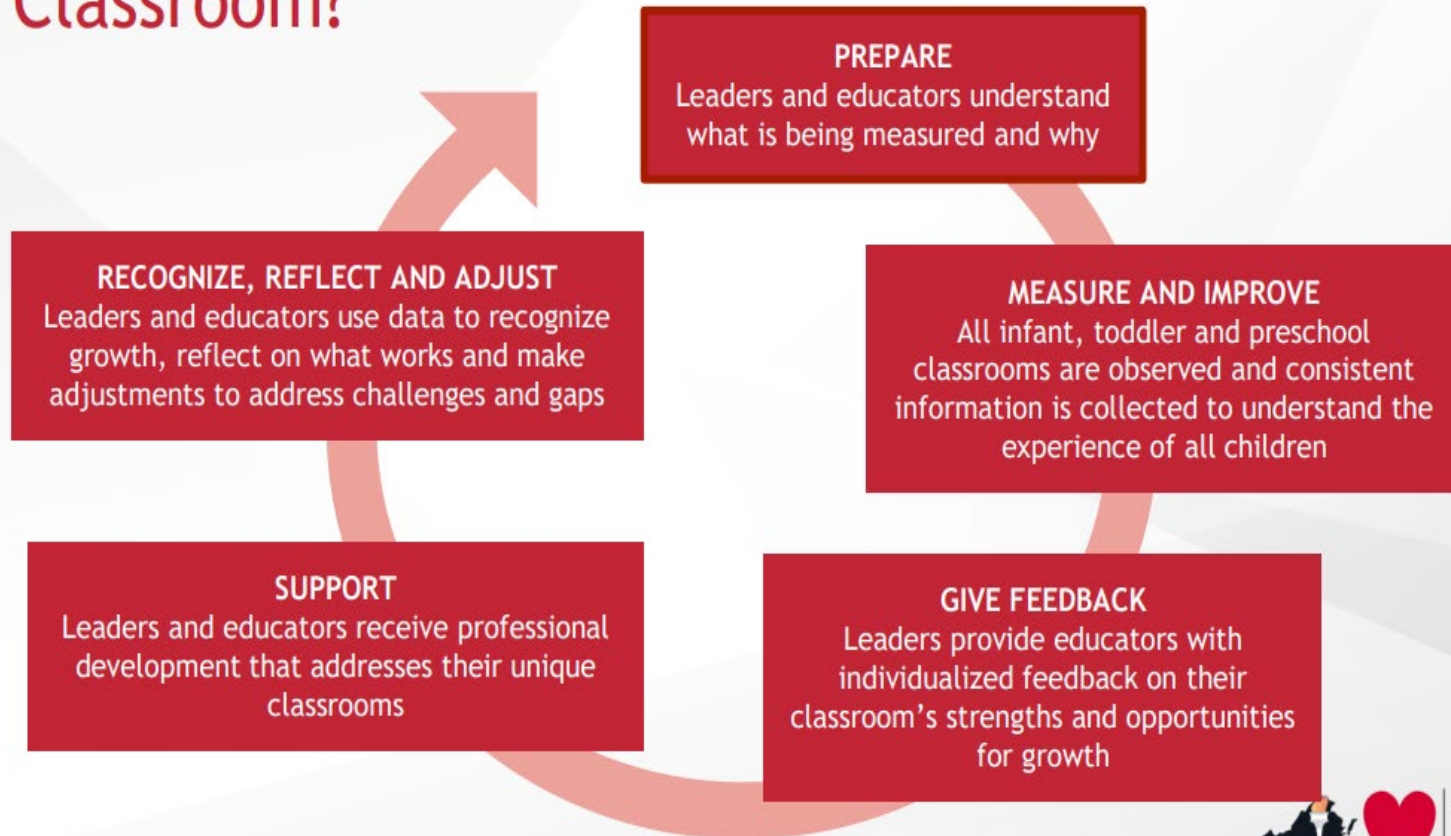 Classroom?
PREPARE
Leaders and educators understand
what is being measured and why
MEASURE AND IMPROVE
All infant, toddler and preschool
classrooms are observed and consistent
information is collected to understand the
experience of all children
GIVE FEEDBACK
Leaders provide educators with
individualized feedback on their
classroom’s strengths and opportunities
for growth
SUPPORT
Leaders and educators receive professional
development that addresses their unique
classrooms
RECOGNIZE, REFLECT AND ADJUST
Leaders and educators use data to recognize
growth, reflect on what works and make
adjustments to address challenges and gaps